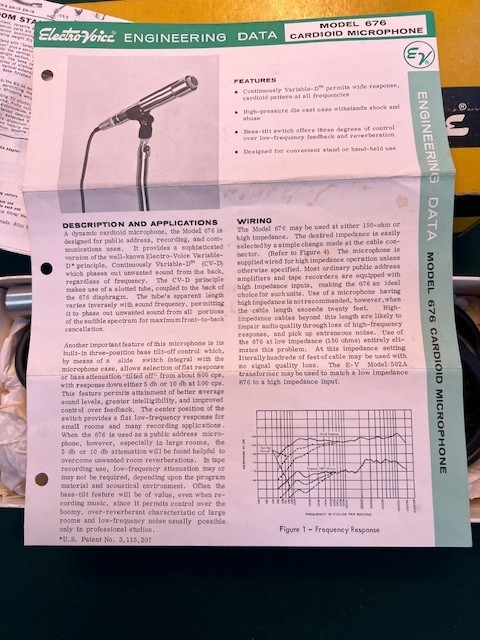 Electro-Voice®
ENGINEERING DATA
MODEL 676
CARDIOID MICROPHONE
EV
FEATURES
• Continuously Variable-D™ permits wide response,
cardioid pattern at all frequencies
• High-pressure die cast case withstands shock and
abuse
• Bass-tilt switch offers three degrees of control
over low-frequency feedback and reverberation
• Designed for convenient stand or hand-held use
DESCRIPTION AND APPLICATIONS
A dynamic cardioid microphone, the Model 676 is
designed for public address, recording, and com-
munications uses. It provides a sophisticated
version of the well-known Electro-Voice Variable-
D* principle, Continuously Variable-D™ (CV-D)
which phases out unwanted sound from the back,
regardless of frequency. The CV-D principle
makes use of a slotted tube, coupled to the back of
the 676 diaphragm. The tube's apparent length
varies inversely with sound frequency, permitting
it to phase out unwanted sound from all portions
of the audible spectrum for maximum front-to-back
cancellation.
Another important feature of this microphone is its
built-in three-position bass tilt-off control which,
by means of a slide switch integral with the
microphone case, allows selection of flat response
or bass attenuation "tilted off" from about 800 cps,
with response down either 5 db or 10 db at 100 cps.
This feature permits attainment of better average
sound levels, greater intelligibility, and improved
control over feedback. The center position of the
switch provides a flat low-frequency response for
small rooms and many recording applications.
When the 676 is used as a public address micro-
phone, however, especially in large rooms, the
5 db or 10 db attenuation will be found helpful to
overcome unwanted room reverberations. In tape
recording use, low-frequency attenuation may or
may not be required, depending upon the program
material and acoustical environment. Often the
bass-tilt feature will be of value, even when re-
cording music, since it permits control over the
boomy, over-reverberant characteristic of large
rooms and low-frequency noise usually possible
only in professional studios.
*U.S. Patent No. 3,115,207
WIRING
The Model 676 may be used at either 150-ohm or
high impedance. The desired impedance is easily
selected by a simple change made at the cable con-
nector. (Refer to Figure 4) The microphone is
supplied wired for high impedance operation unless
otherwise specified. Most ordinary public address
amplifiers and tape recorders are equipped with
high impedance inputs, making the 676 an ideal
choice for such units. Use of a microphone having
high impedance is not recommended, however, when
the cable length exceeds twenty feet. High-
impedance cables beyond this length are likely to
impair audio quality through loss of high-frequency
response, and pick up extraneous noise. Use of
the 676 at low impedance (150 ohms) entirely eli-
mates this problem. At this impedance setting
literally hundreds of feet of cable may be used with
no signal quality loss. The E-V Model 502A
transformer may be used to match a low impedance
676 to a high impedance input.
FREQUENCY IN CYCLES PER SECOND
Figure 1 – Frequency Response
ENGINEERING DATA MODEL 676 CARDIOID MICROPHONE